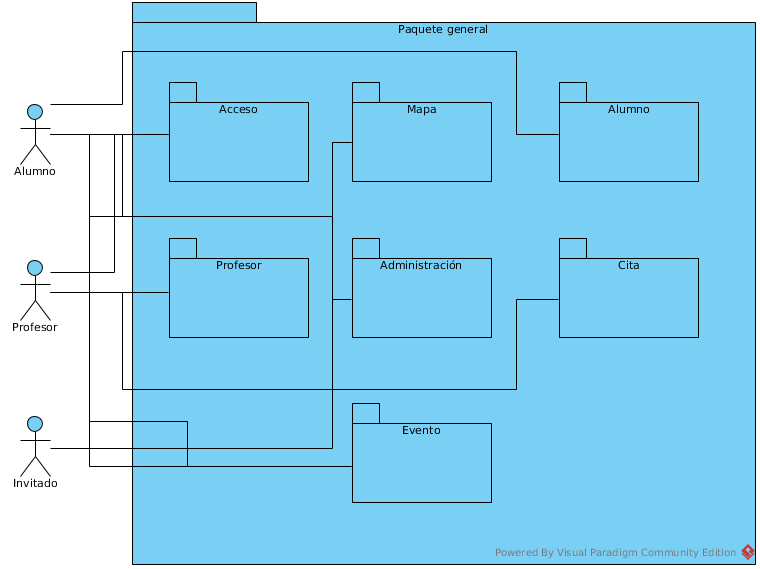 Paquete general
Acceso
Mapa
Alumno
Alumno
Profesor
Administración
Cita
Profesor
Evento
Invitado
Powered By Visual Paradigm Community Edition